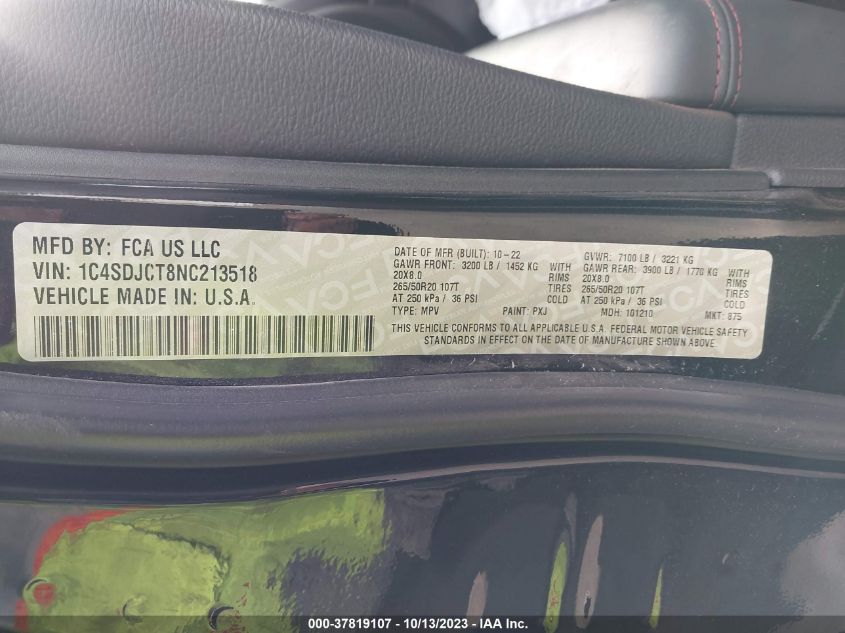 MFD BY: FCA US LLC
VIN: 1C4SDJCT8NC213518
VEHICLE MADE IN: U.S.A.
DATE OF MFR (BUILT): 10-22
GAWR FRONT: 3200 LB / 1452 KG WITH
20X8.0 RIMS
265/50R20 107T TIRES
AT 250 kPa / 36 PSI COLD
TYPE: MPV PAINT: PXJ
GVWR: 7100 LB / 3221 KG
GAWR REAR: 3900 LB / 1770 KG WITH
20X8.0 RIMS
265/50R20 107T TIRES
AT 250 kPa / 36 PSI COLD
MDH: 101210 MKT: 875
THIS VEHICLE CONFORMS TO ALL APPLICABLE U.S.A. FEDERAL MOTOR VEHICLE SAFETY
STANDARDS IN EFFECT ON THE DATE OF MANUFACTURE SHOWN ABOVE.
000-37819107 - 10/13/2023 - IAA Inc.